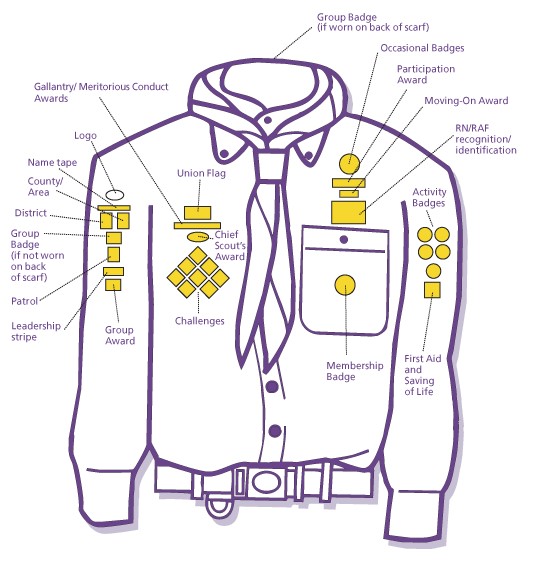 Group Badge
(if worn on back of scarf)
Occasional Badges
Participation
Award
Moving-On Award
RN/RAF
recognition/
identification
Gallantry/ Meritorious Conduct
Awards
Logo
Name tape
County/
Area
District
Group
Badge
(if not worn
on back
of scarf)
Patrol
Leadership
stripe
Group
Award
Union Flag
Chief
Scout's
Award
Challenges
Activity
Badges
Membership
Badge
First Aid
and
Saving
of Life